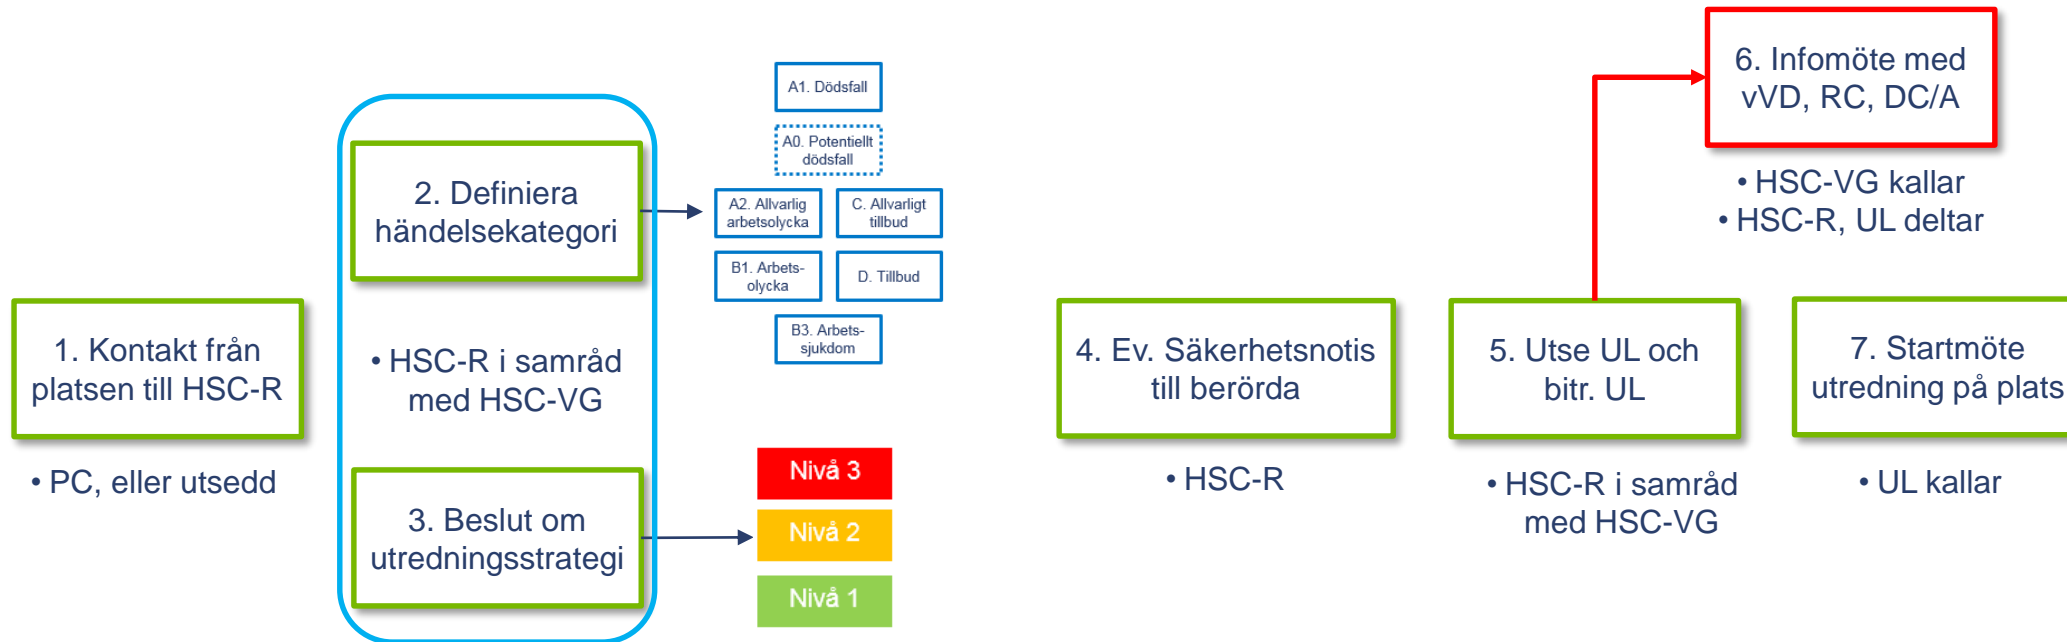 1. Kontakt från
platsen till HSC-R
• PC, eller utsedd
2. Definiera
händelsekategori
• HSC-R i samråd
med HSC-VG
3. Beslut om
utredningsstrategi
A1. Dödsfall
A0. Potentiellt
dödsfall
A2. Allvarlig
arbetsolycka
C. Allvarligt
tillbud
B1. Arbets-
olycka
D. Tillbud
B3. Arbets-
sjukdom
Nivå 3
Nivå 2
Nivå 1
4. Ev. Säkerhetsnotis
till berörda
• HSC-R
5. Utse UL och
bitr. UL
• HSC-R i samråd
med HSC-VG
6. Infomöte med
vVD, RC, DC/A
• HSC-VG kallar
• HSC-R, UL deltar
7. Startmöte
utredning på plats
• UL kallar